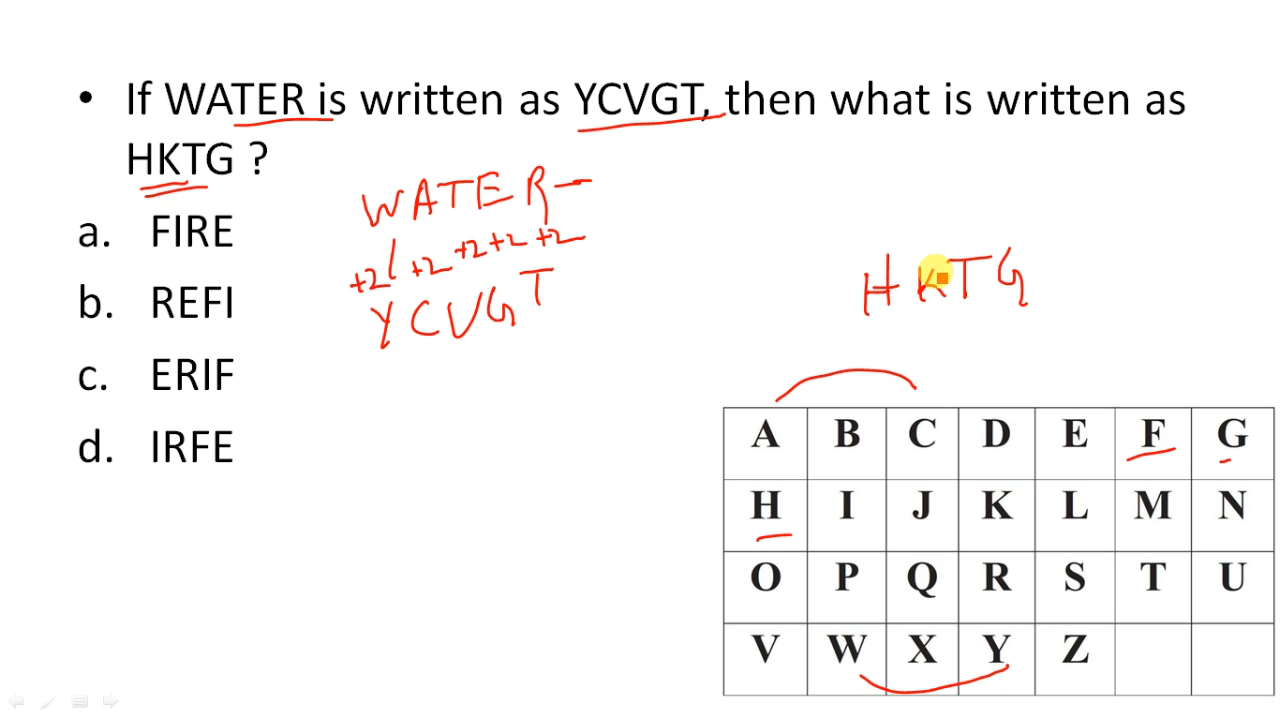 • If WATER is written as YCVGT, then what is written as
HKTG ?
a. FIRE
b. REFI
c. ERIF
d. IRFE
WATER-
+2 +2 +2 +2 +2
YCVGT
HKTG
A B C D E F G
H I J K L M N
O P Q R S T U
V W X Y Z